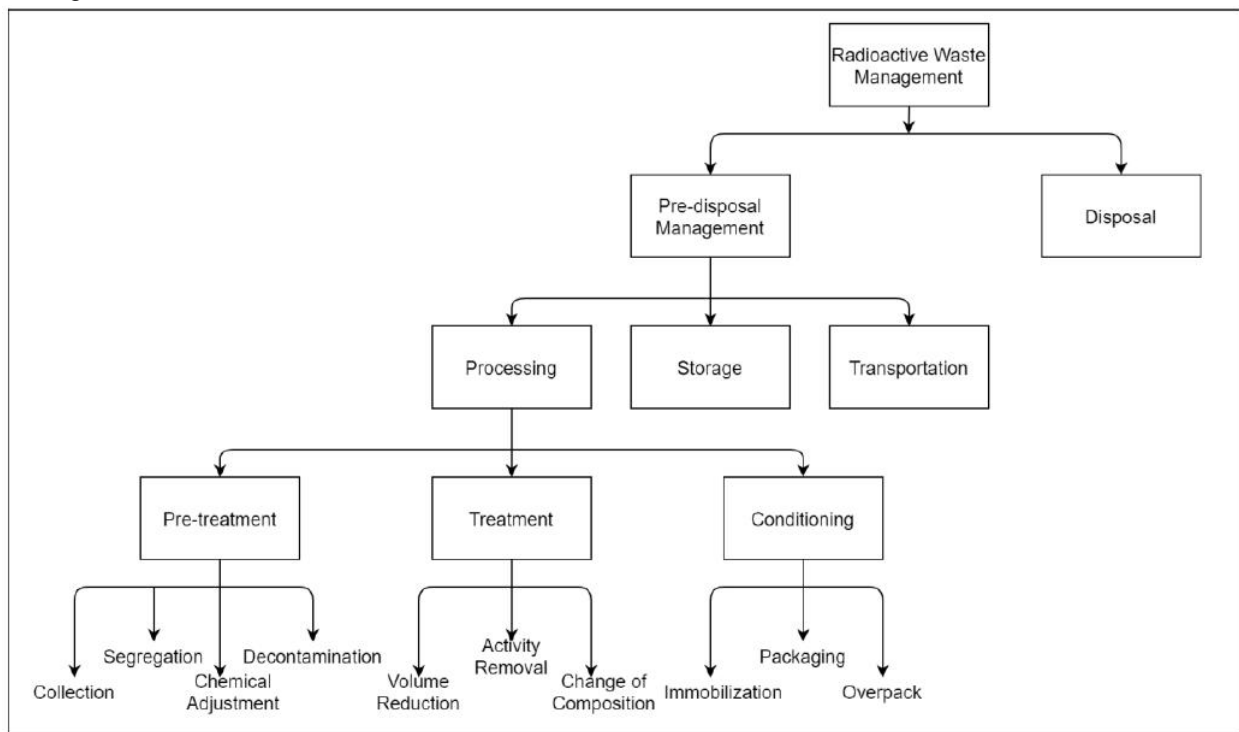 Radioactive Waste
Management
Pre-disposal
Management
Disposal
Processing
Storage
Transportation
Pre-treatment
Treatment
Conditioning
Collection
Segregation
Chemical
Adjustment
Decontamination
Volume
Reduction
Activity
Removal
Change of
Composition
Immobilization
Packaging
Overpack